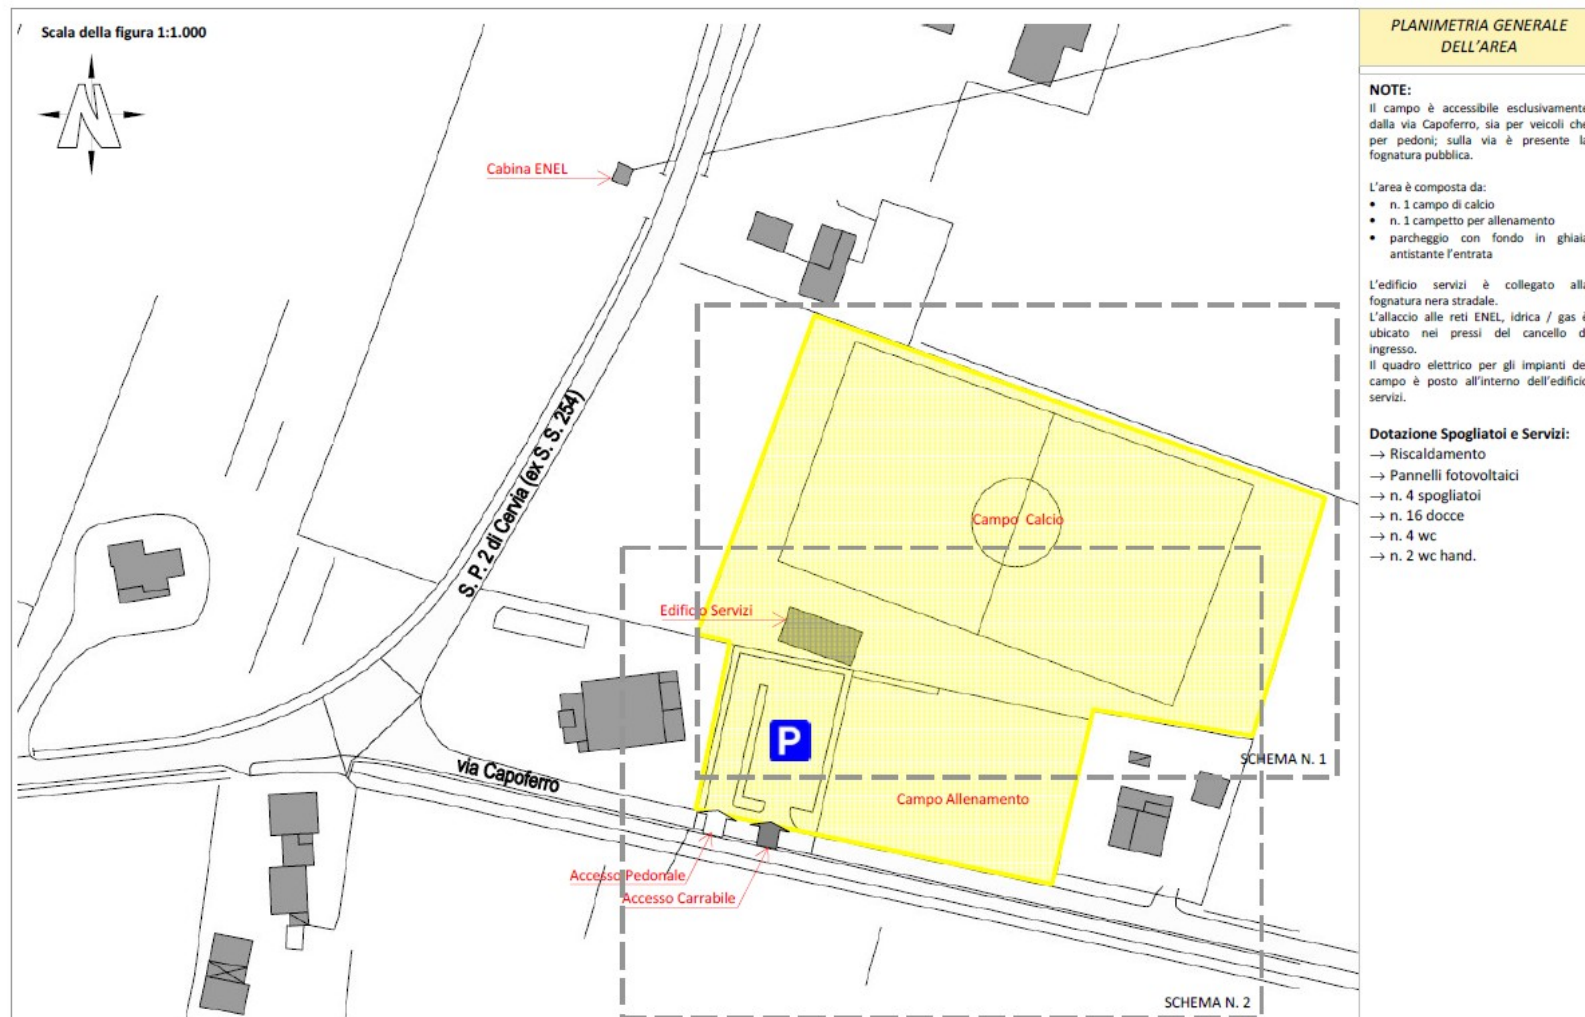 Scala della figura 1:1.000
N
Cabina ENEL
S. P. 2 di Cervia (ex S. S. 254)
Campo Calcio
Edificio Servizi
P
via Capoferro
SCHEMA N. 1
Campo Allenamento
Accesso Pedonale
Accesso Carrabile
SCHEMA N. 2
PLANIMETRIA GENERALE
DELL'AREA
NOTE:
Il campo è accessibile esclusivamente
dalla via Capoferro, sia per veicoli che
per pedoni; sulla via è presente la
fognatura pubblica.
L'area è composta da:
• n. 1 campo di calcio
• n. 1 campetto per allenamento
• parcheggio con fondo in ghiaia
antistante l'entrata
L'edificio servizi è collegato alla
fognatura nera stradale.
L'allaccio alle reti ENEL, idrica / gas è
ubicato nei pressi del cancello d
ingresso.
Il quadro elettrico per gli impianti de
campo è posto all'interno dell'edificio
servizi.
Dotazione Spogliatoi e Servizi:
→ Riscaldamento
→ Pannelli fotovoltaici
→ n. 4 spogliatoi
→ n. 16 docce
→ n. 4 wc
→ n. 2 wc hand.